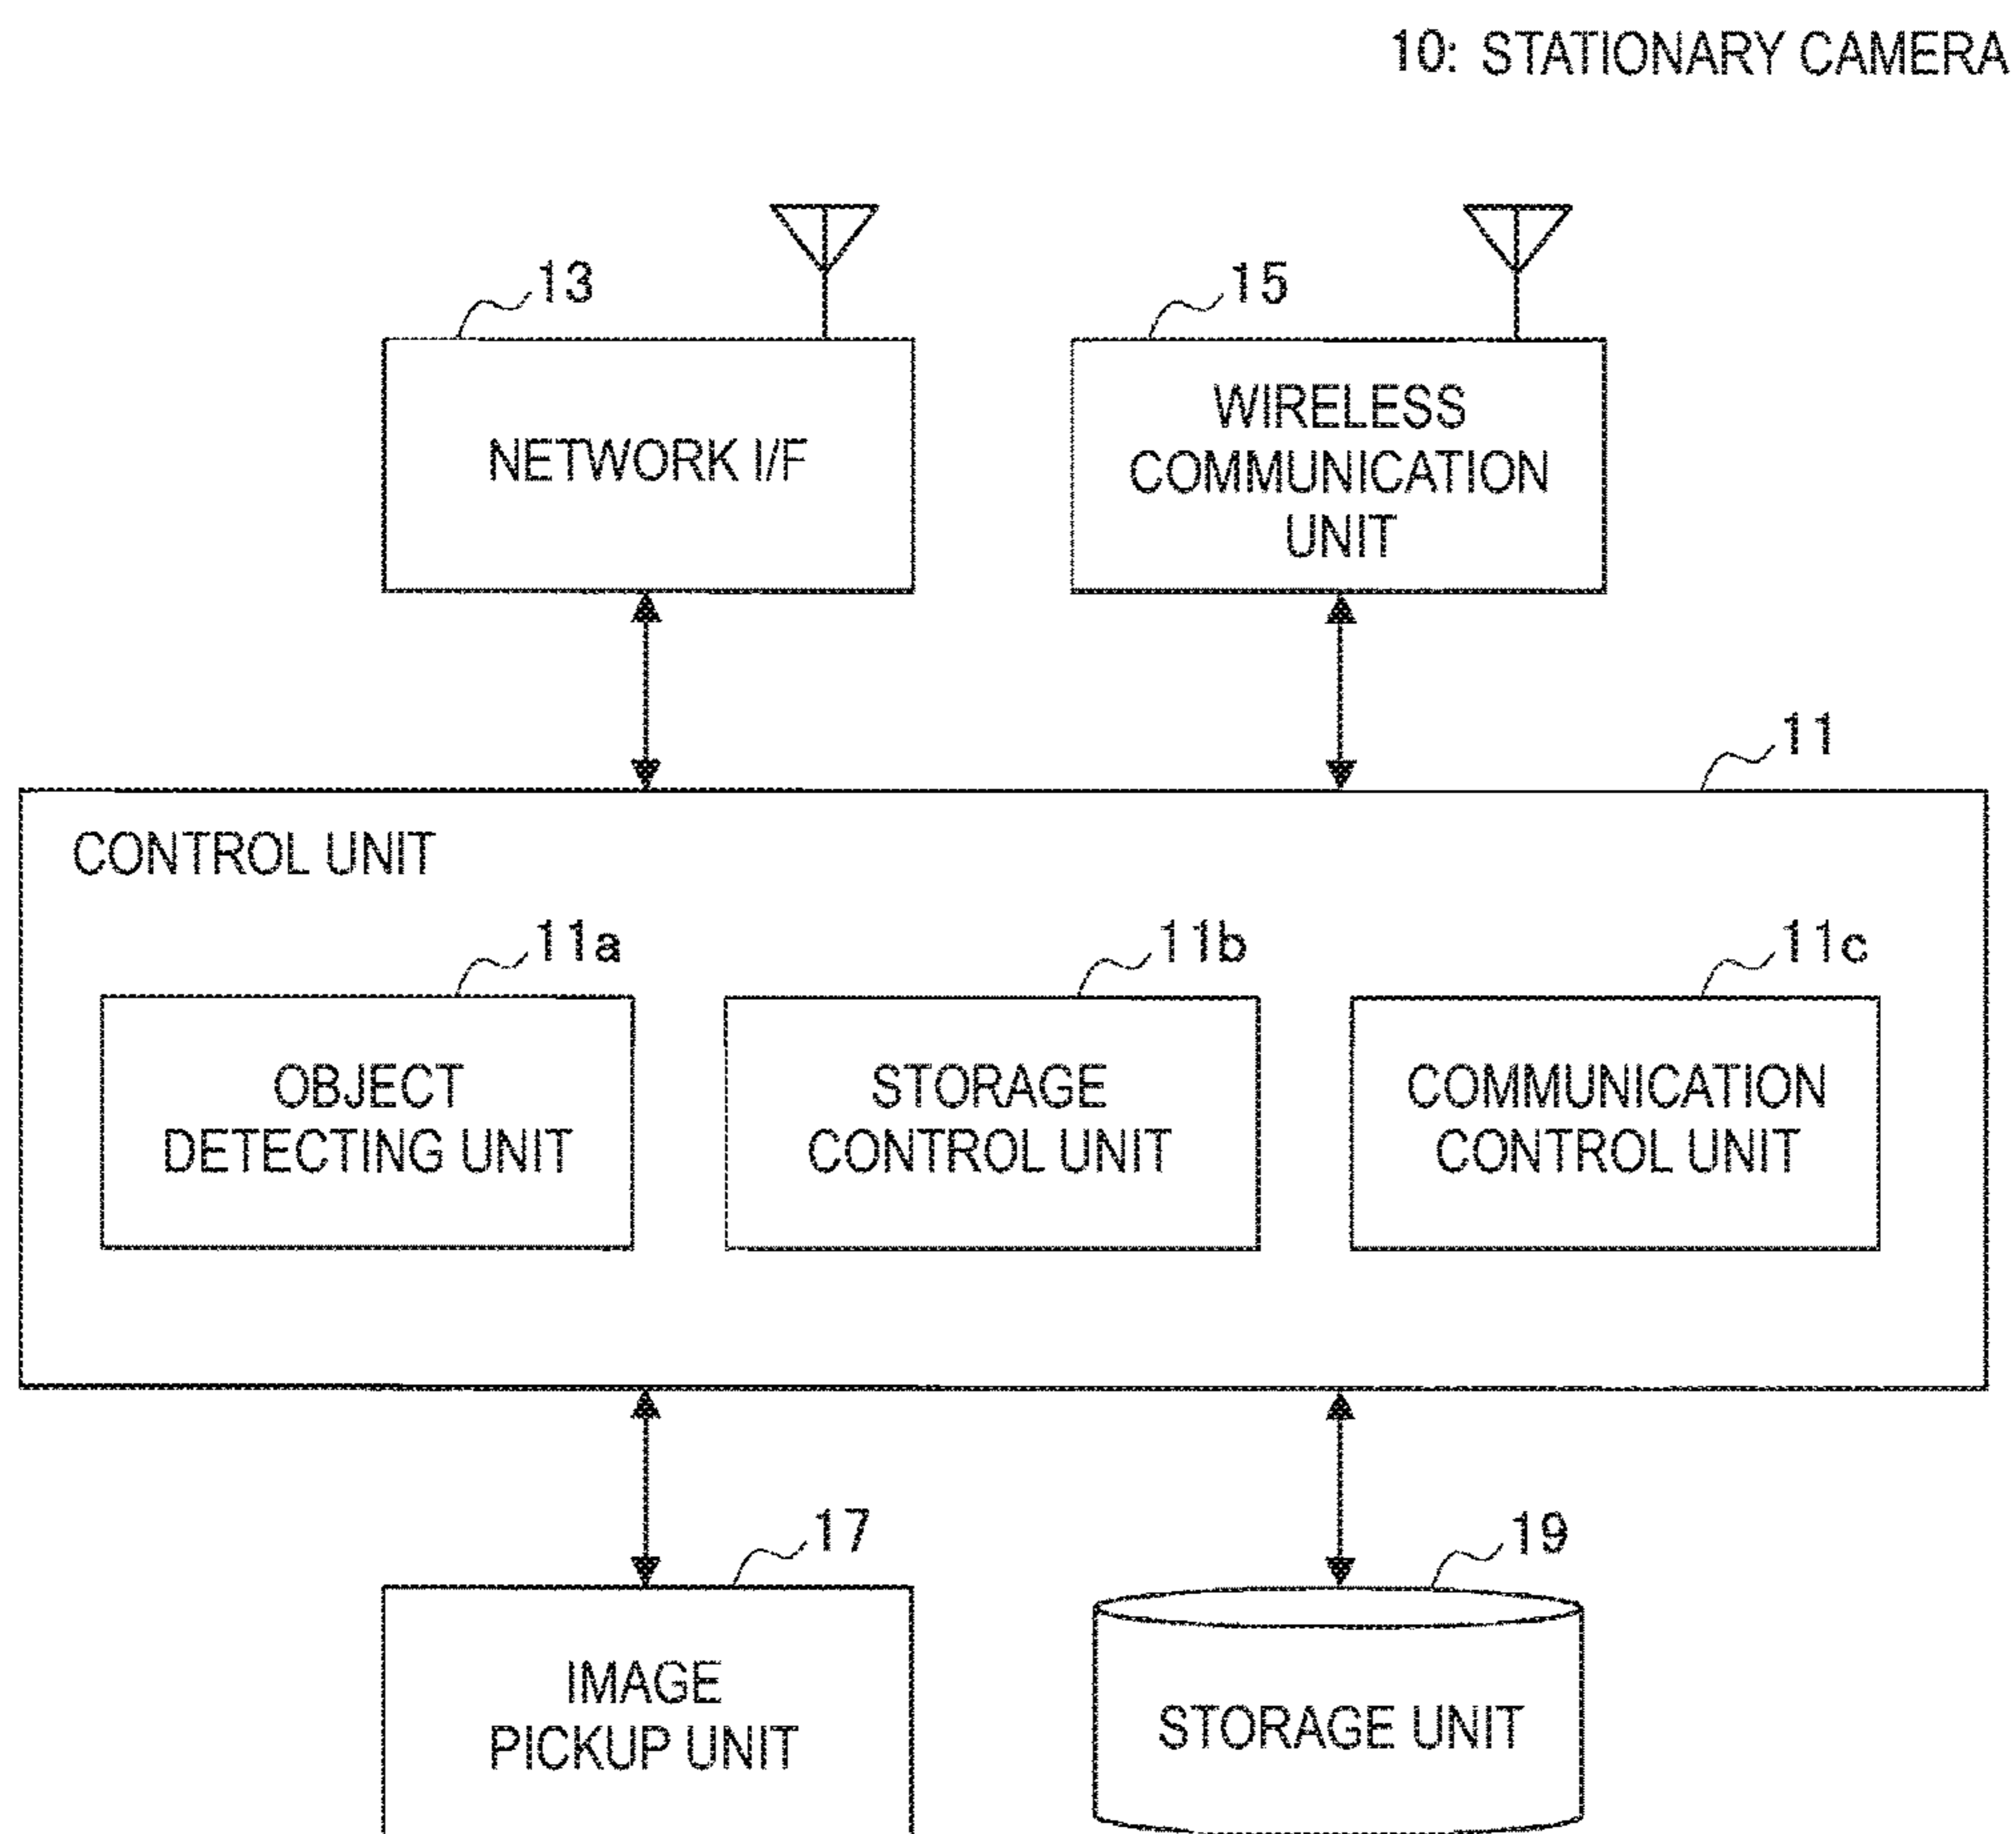 10: STATIONARY CAMERA
13
15
NETWORK I/F
WIRELESS
COMMUNICATION
UNIT
11
CONTROL UNIT
11a
11b
11c
OBJECT
DETECTING UNIT
STORAGE
CONTROL UNIT
COMMUNICATION
CONTROL UNIT
17
19
IMAGE
PICKUP UNIT
STORAGE UNIT